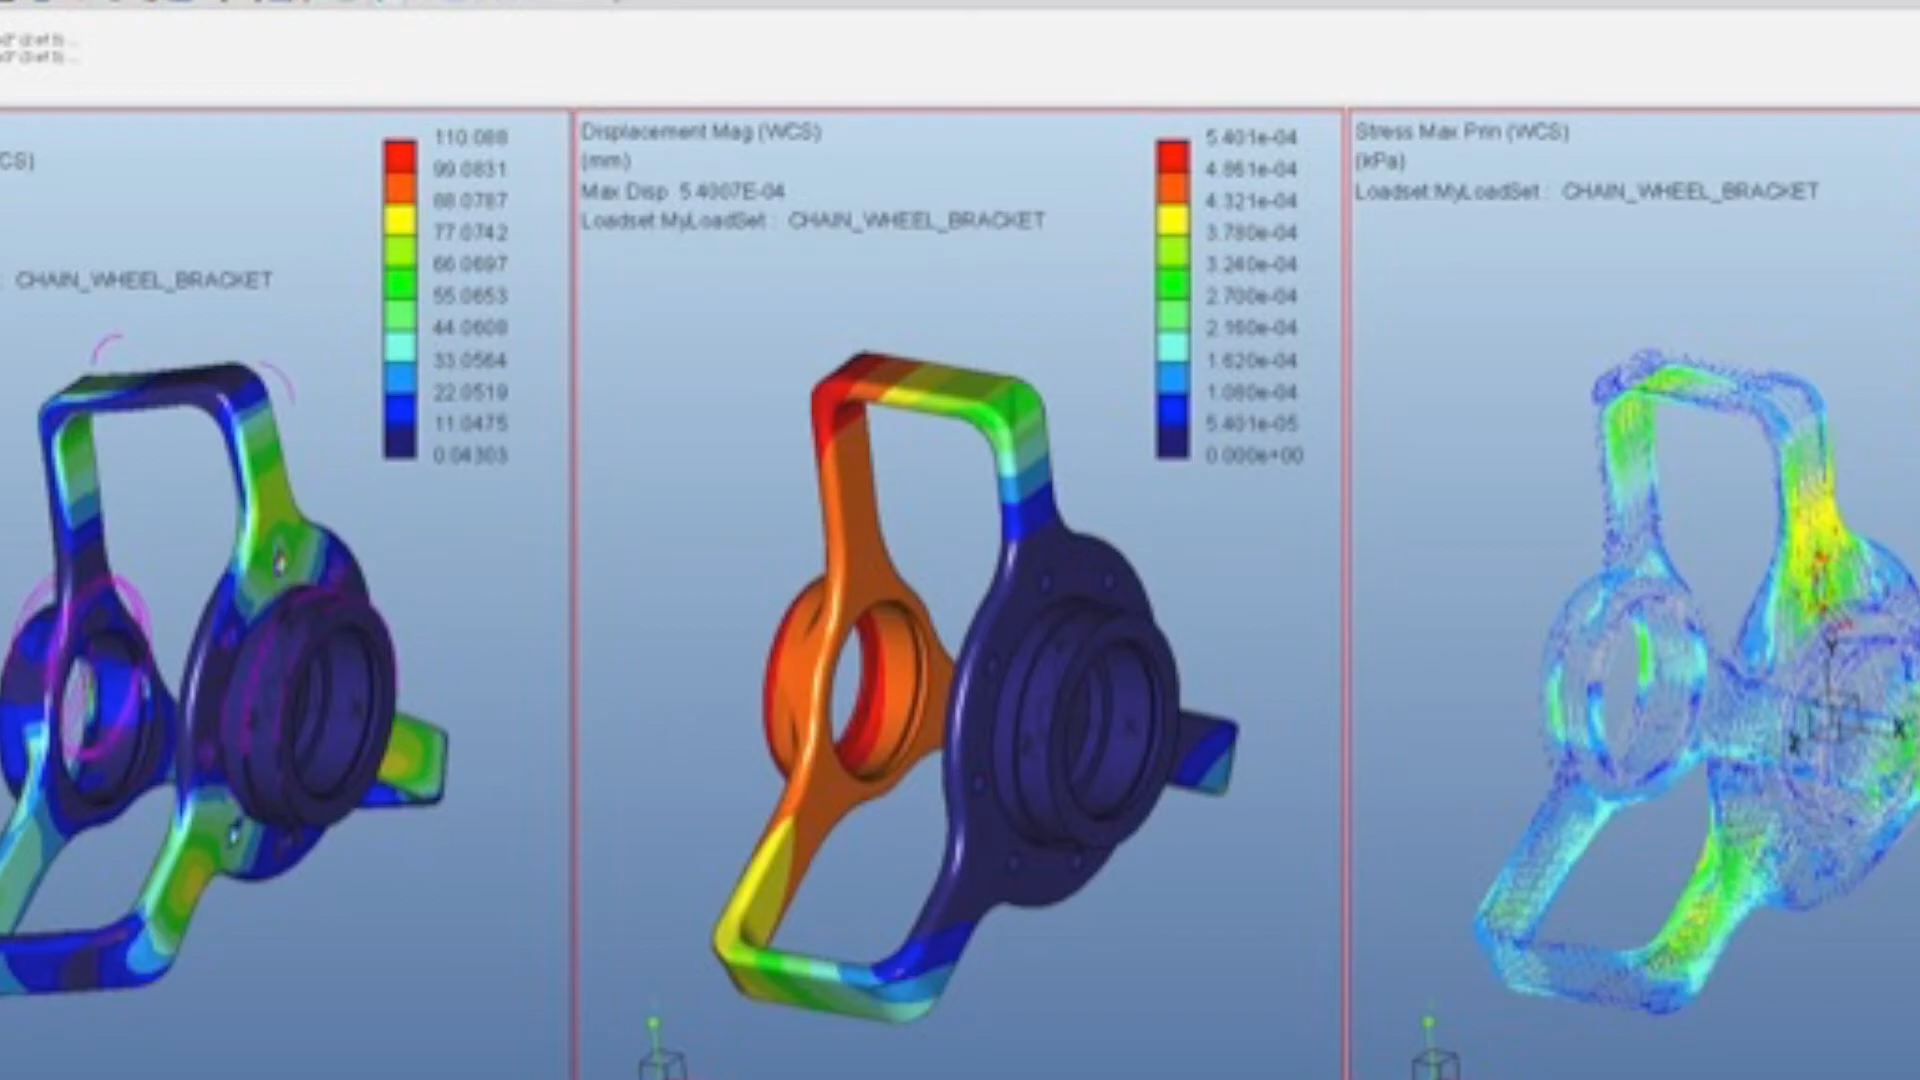 CS)
: CHAIN_WHEEL_BRACKET
110.088
99.0831
88.0787
77.0742
66.0697
55.0653
44.0608
33.0564
22.0519
11.0475
0.04303
Displacement Mag (WCS)
(mm)
Max Disp 5.4007E-04
Loadset:MyLoadSet : CHAIN_WHEEL_BRACKET
5.401e-04
4.861e-04
4.321e-04
3.780e-04
3.240e-04
2.700e-04
2.160e-04
1.620e-04
1.080e-04
5.401e-05
0.000e+00
Stress Max Prin (WCS)
(kPa)
Loadset:MyLoadSet : CHAIN_WHEEL_BRACKET
Y
X